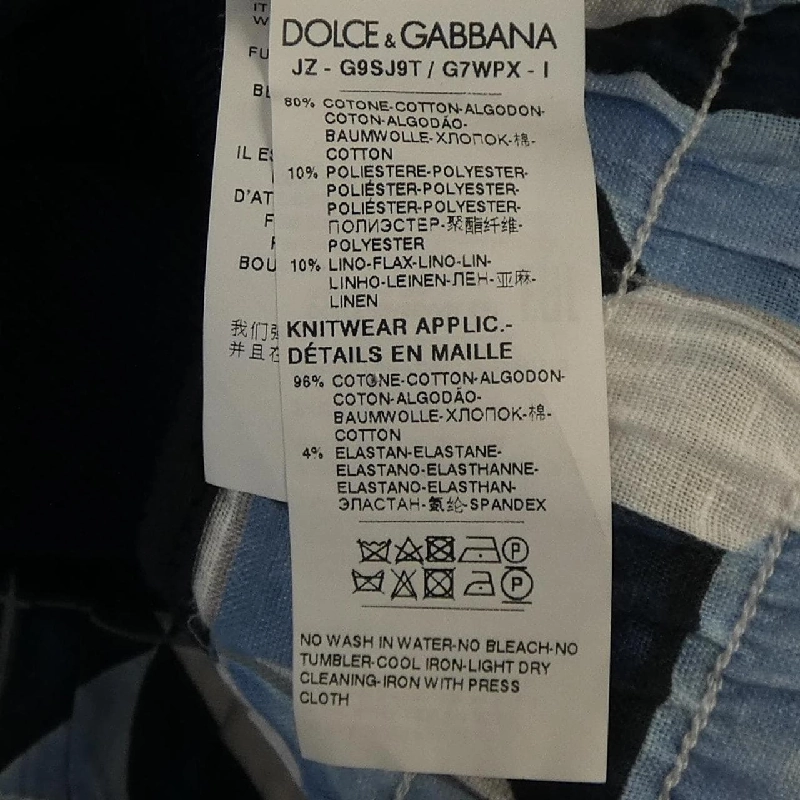 DOLCE & GABBANA
JZ - G9SJ9T / G7WPX - I
80% COTONE-COTTON-ALGODON-
COTON-ALGODÃO-
BAUMWOLLE-ХЛОПОК-棉-
COTTON
10% POLIESTERE-POLYESTER-
POLIÉSTER-POLYESTER-
POLIÉSTER-POLYESTER-
ПОЛИЭСТЕР-聚酯纤维-
POLYESTER
10% LINO-FLAX-LINO-LIN-
LINHO-LEINEN-ЛЕН-亚麻-
LINEN
KNITWEAR APPLIC.-
DÉTAILS EN MAILLE
96% COTONE-COTTON-ALGODON-
COTON-ALGODÃO-
BAUMWOLLE-ХЛОПОК-棉-
COTTON
4% ELASTAN-ELASTANE-
ELASTANO-ELASTHANNE-
ELASTANO-ELASTHAN-
ЭЛАСТАН-氨纶-SPANDEX
P
P
NO WASH IN WATER-NO BLEACH-NO
TUMBLER-COOL IRON-LIGHT DRY
CLEANING-IRON WITH PRESS
CLOTH
IL
D'AT
BOU
我们
并且在